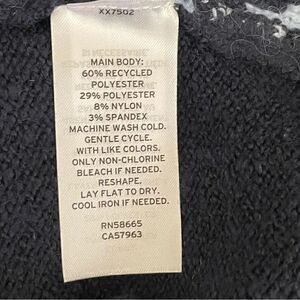 XX7502
MAIN BODY:
60% RECYCLED
POLYESTER
29% POLYESTER
8% NYLON
3% SPANDEX
MACHINE WASH COLD.
GENTLE CYCLE.
WITH LIKE COLORS.
ONLY NON-CHLORINE
BLEACH IF NEEDED.
RESHAPE.
LAY FLAT TO DRY.
COOL IRON IF NEEDED.
RN58665
CA57963